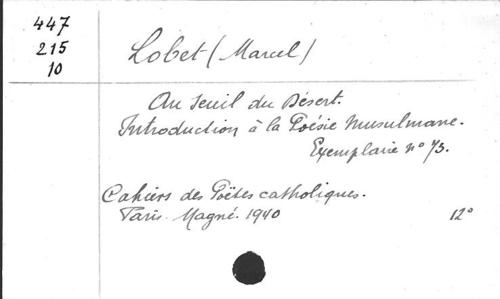 447
215
10
Lobet (Marcel)
Au Seuil du Désert.
Introduction à la Poésie Musulmane.
Exemplaire n° 73.
Cahiers des Poëtes catholiques.
Paris Magné. 1940 12°